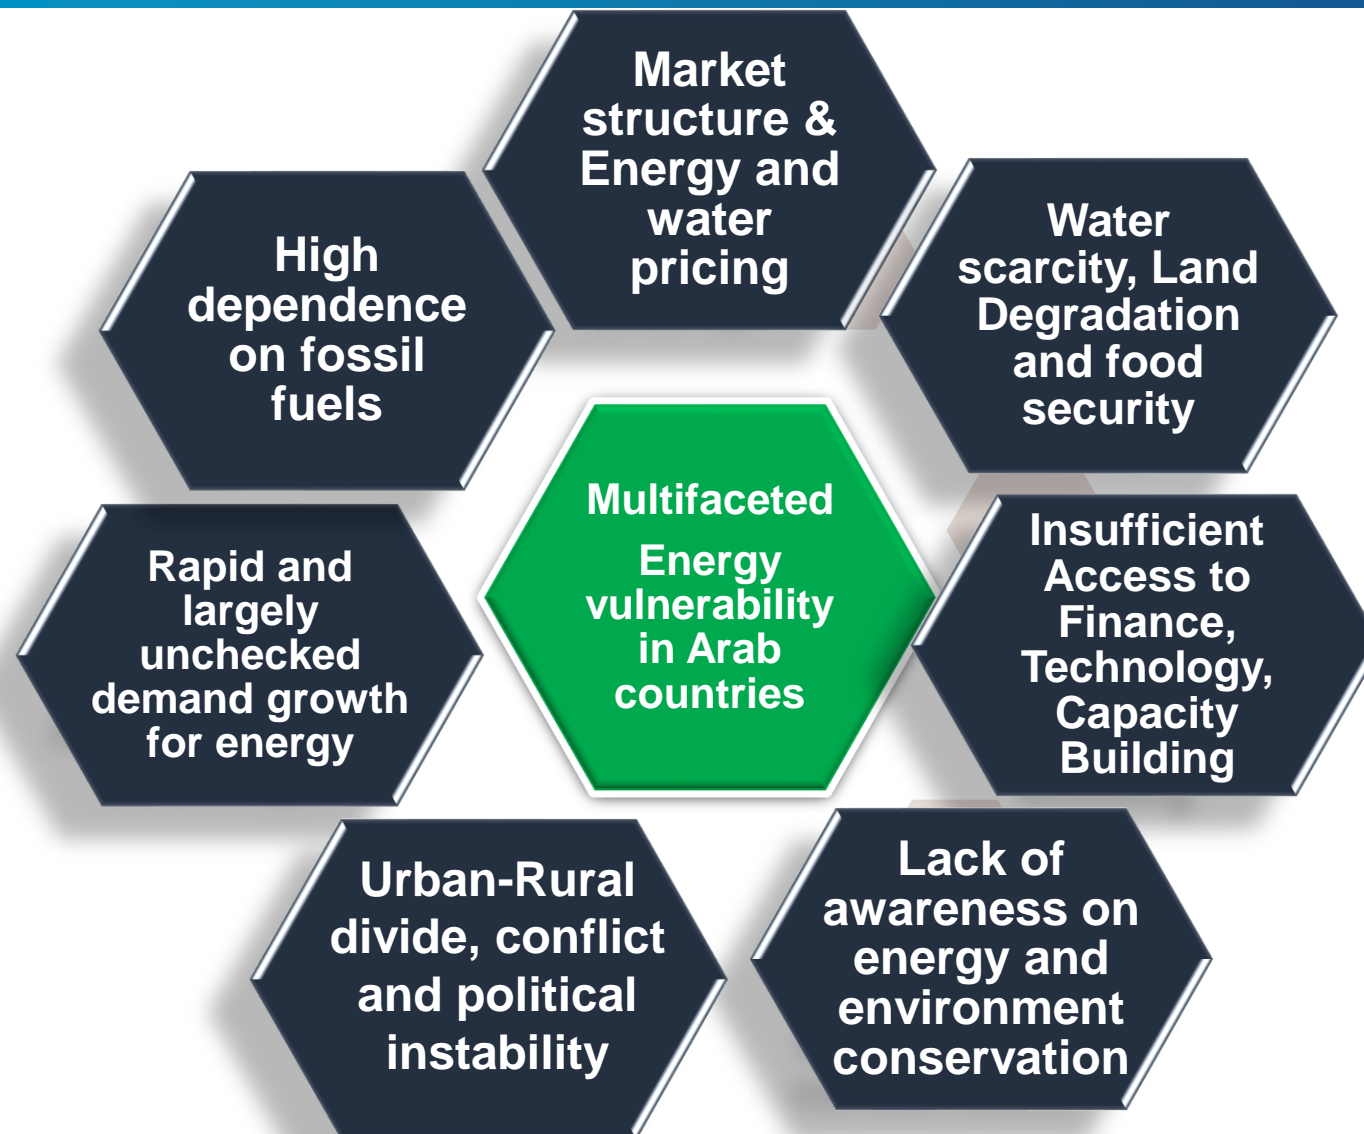 Market
structure &
Energy and
water
pricing
High
dependence
on fossil
fuels
Water
scarcity, Land
Degradation
and food
security
Multifaceted
Energy
vulnerability
in Arab
countries
Rapid and
largely
unchecked
demand growth
for energy
Insufficient
Access to
Finance,
Technology,
Capacity
Building
Urban-Rural
divide, conflict
and political
instability
Lack of
awareness on
energy and
environment
conservation